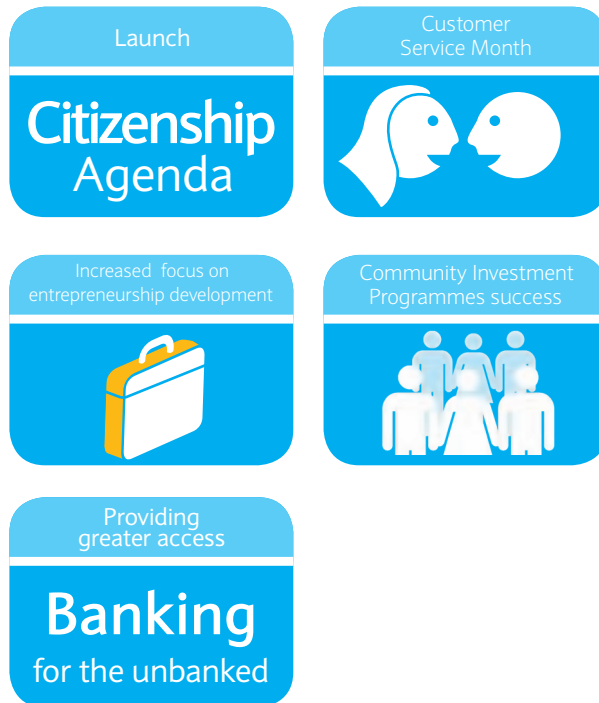 Launch
Citizenship
Agenda
Customer
Service Month
Increased focus on
entrepreneurship development
Community Investment
Programmes success
Providing
greater access
Banking
for the unbanked